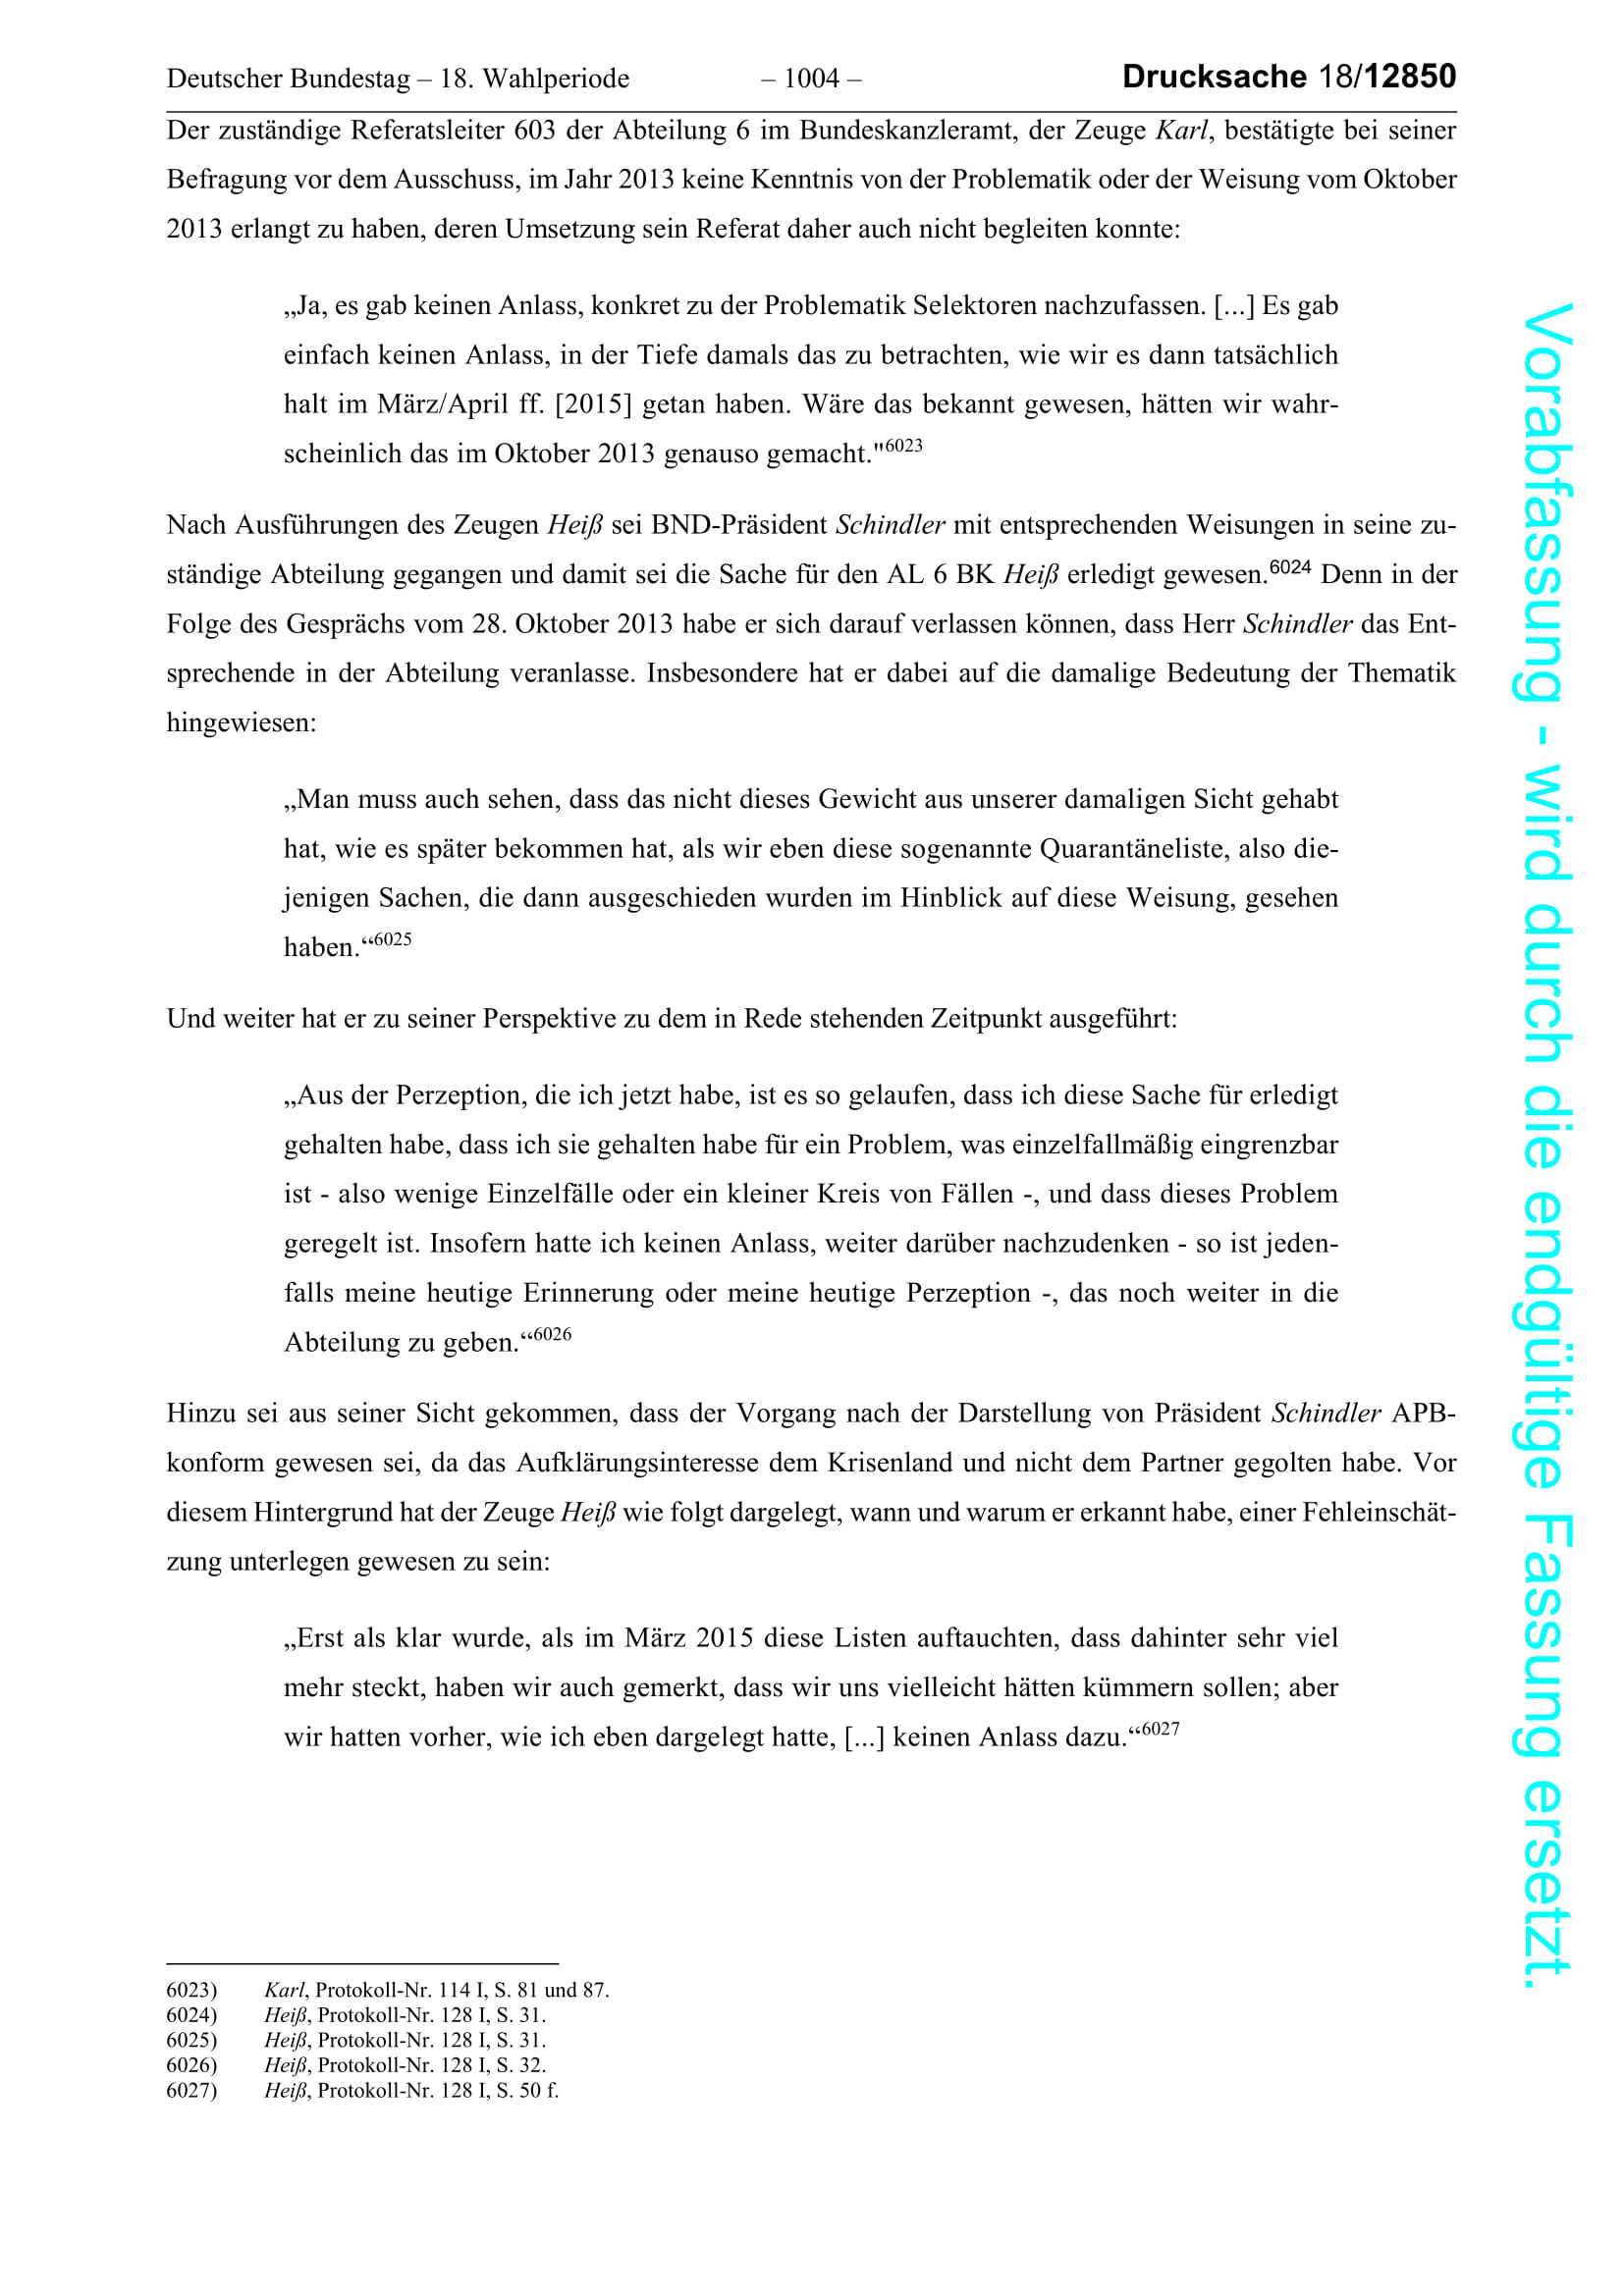 Deutscher Bundestag – 18. Wahlperiode – 1004 – Drucksache 18/12850
Der zuständige Referatsleiter 603 der Abteilung 6 im Bundeskanzleramt, der Zeuge Karl, bestätigte bei seiner
Befragung vor dem Ausschuss, im Jahr 2013 keine Kenntnis von der Problematik oder der Weisung vom Oktober
2013 erlangt zu haben, deren Umsetzung sein Referat daher auch nicht begleiten konnte:
„Ja, es gab keinen Anlass, konkret zu der Problematik Selektoren nachzufassen. [...] Es gab
einfach keinen Anlass, in der Tiefe damals das zu betrachten, wie wir es dann tatsächlich
halt im März/April ff. [2015] getan haben. Wäre das bekannt gewesen, hätten wir wahr-
scheinlich das im Oktober 2013 genauso gemacht."6023
Nach Ausführungen des Zeugen Heiß sei BND-Präsident Schindler mit entsprechenden Weisungen in seine zu-
ständige Abteilung gegangen und damit sei die Sache für den AL 6 BK Heiß erledigt gewesen.6024 Denn in der
Folge des Gesprächs vom 28. Oktober 2013 habe er sich darauf verlassen können, dass Herr Schindler das Ent-
sprechende in der Abteilung veranlasse. Insbesondere hat er dabei auf die damalige Bedeutung der Thematik
hingewiesen:
„Man muss auch sehen, dass das nicht dieses Gewicht aus unserer damaligen Sicht gehabt
hat, wie es später bekommen hat, als wir eben diese sogenannte Quarantäneliste, also die-
jenigen Sachen, die dann ausgeschieden wurden im Hinblick auf diese Weisung, gesehen
haben.“6025
Und weiter hat er zu seiner Perspektive zu dem in Rede stehenden Zeitpunkt ausgeführt:
„Aus der Perzeption, die ich jetzt habe, ist es so gelaufen, dass ich diese Sache für erledigt
gehalten habe, dass ich sie gehalten habe für ein Problem, was einzelfallmäßig eingrenzbar
ist - also wenige Einzelfälle oder ein kleiner Kreis von Fällen -, und dass dieses Problem
geregelt ist. Insofern hatte ich keinen Anlass, weiter darüber nachzudenken - so ist jeden-
falls meine heutige Erinnerung oder meine heutige Perzeption -, das noch weiter in die
Abteilung zu geben.“6026
Hinzu sei aus seiner Sicht gekommen, dass der Vorgang nach der Darstellung von Präsident Schindler APB-
konform gewesen sei, da das Aufklärungsinteresse dem Krisenland und nicht dem Partner gegolten habe. Vor
diesem Hintergrund hat der Zeuge Heiß wie folgt dargelegt, wann und warum er erkannt habe, einer Fehleinschät-
zung unterlegen gewesen zu sein:
„Erst als klar wurde, als im März 2015 diese Listen auftauchten, dass dahinter sehr viel
mehr steckt, haben wir auch gemerkt, dass wir uns vielleicht hätten kümmern sollen; aber
wir hatten vorher, wie ich eben dargelegt hatte, [...] keinen Anlass dazu.“6027
6023) Karl, Protokoll-Nr. 114 I, S. 81 und 87.
6024) Heiß, Protokoll-Nr. 128 I, S. 31.
6025) Heiß, Protokoll-Nr. 128 I, S. 31.
6026) Heiß, Protokoll-Nr. 128 I, S. 32.
6027) Heiß, Protokoll-Nr. 128 I, S. 50 f.
Vorabfassung - wird durch die endgültige Fassung ersetzt.